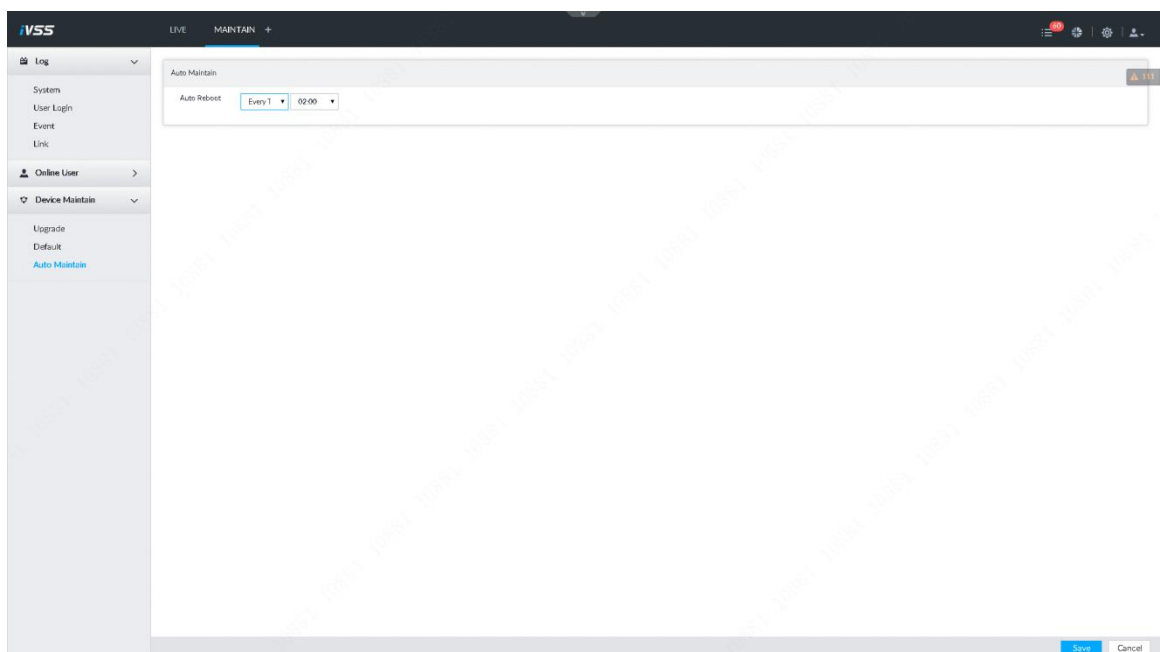 iVSS
LIVE MAINTAIN +
Log
System
User Login
Event
Link
Online User
Device Maintain
Upgrade
Default
Auto Maintain
Auto Maintain
Auto Reboot Every T 02:00
Save Cancel